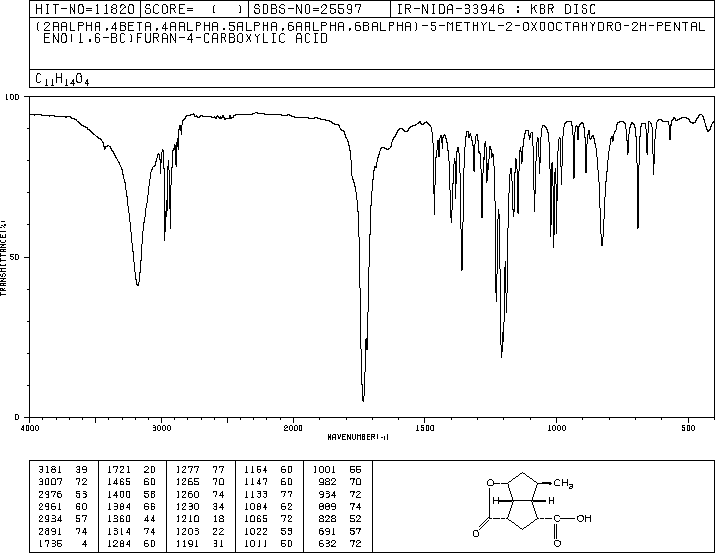 HIT-NO=11820 SCORE= ( ) SDBS-NO=25597 IR-NIDA-33946 : KBR DISC
(2AALPHA,4BETA,4AALPHA,5ALPHA,6AALPHA,6BALPHA)-5-METHYL-2-OXOOCTAHYDRO-2H-PENTAL
ENO(1,6-BC)FURAN-4-CARBOXYLIC ACID
C11H14O4
100
50
0
TRANSMITTANCE(%)
4000 3000 2000 1500 1000 500
WAVENUMBER(-1)
3181 39 1721 20 1277 77 1154 60 1001 55
3007 72 1465 60 1265 70 1147 60 982 70
2976 53 1400 58 1260 74 1133 77 934 72
2961 60 1384 66 1230 34 1084 62 889 74
2934 57 1360 44 1210 18 1065 72 828 52
2891 74 1314 74 1203 22 1022 55 691 57
1736 4 1284 60 1191 31 1011 50 632 72
O CH3
H H
O OH
O